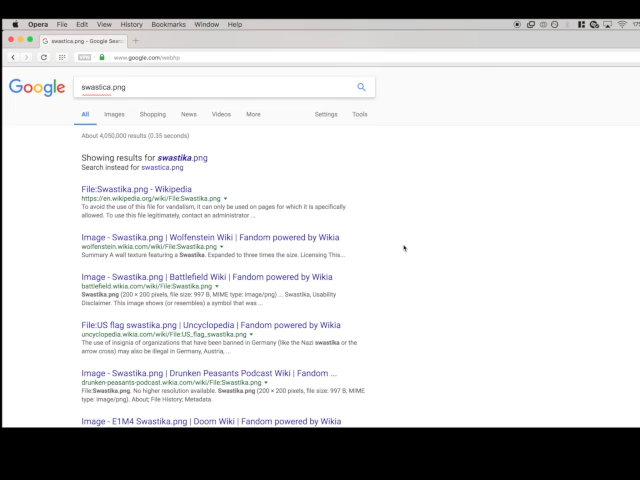 Opera File Edit View History Bookmarks Window Help
swastica.png - Google Sear
VPN www.google.com/webhp
Google swastica.png
All Images Shopping News Videos More Settings Tools
About 4,050,000 results (0.35 seconds)
Showing results for swastika.png
Search instead for swastica.png
File:Swastika.png - Wikipedia
https://en.wikipedia.org/wiki/File:Swastika.png
To avoid the use of this file for vandalism, it can only be used on pages for which it is specifically
allowed. To use this file legitimately, contact an administrator ...
Image - Swastika.png | Wolfenstein Wiki | Fandom powered by Wikia
wolfenstein.wikia.com/wiki/File:Swastika.png
Summary A wall texture featuring a Swastika. Expanded to three times the size. Licensing This...
Image - Swastika.png | Battlefield Wiki | Fandom powered by Wikia
battlefield.wikia.com/wiki/File:Swastika.png
Swastika.png (200 × 200 pixels, file size: 997 B, MIME type: image/png) ... Swastika, Usability
Disclaimer. This image shows (or resembles) a symbol that was ...
File:US flag swastika.png | Uncyclopedia | Fandom powered by Wikia
uncyclopedia.wikia.com/wiki/File:US_flag_swastika.png
The use of insignia of organizations that have been banned in Germany (like the Nazi swastika or the
arrow cross) may also be illegal in Germany, Austria, ...
Image - Swastika.png | Drunken Peasants Podcast Wiki | Fandom ...
drunken-peasants-podcast.wikia.com/wiki/File:Swastika.png
File:Swastika.png. No higher resolution available. Swastika.png (200 × 200 pixels, file size: 997 B, MIME
type: image/png). About; File History; Metadata.
Image - E1M4 Swastika.png | Doom Wiki | Fandom powered by Wikia